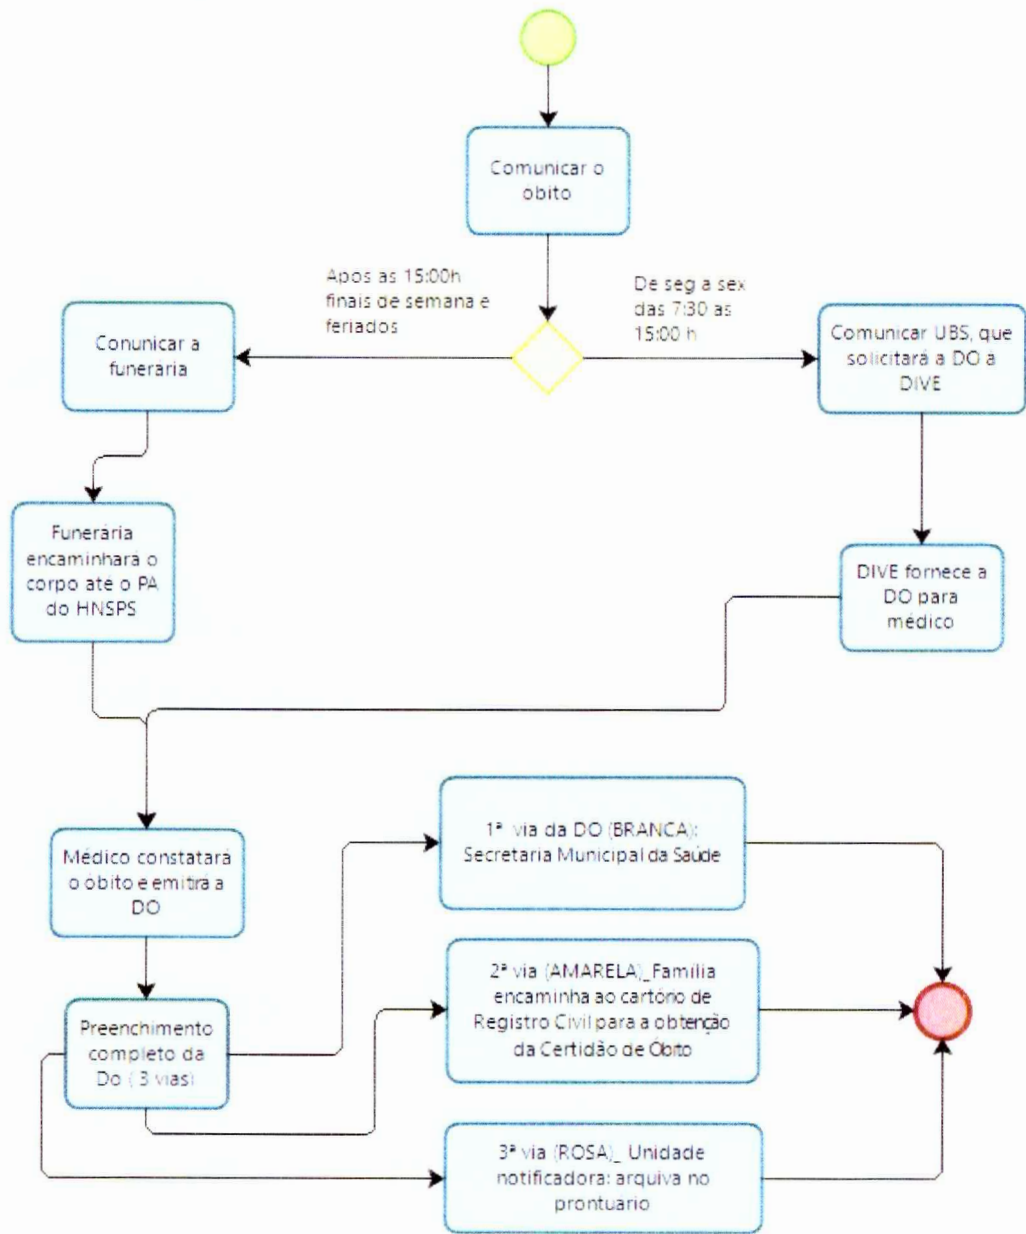 Comunicar o
obito
Apos as 15:00h
finais de semana e
feriados
De seg a sex
das 7:30 as
15:00 h
Conunicar a
funerária
Comunicar UBS, que
solicitará a DO a
DIVE
Funerária
encaminhará o
corpo até o PA
do HNSPS
DIVE fornece a
DO para
médico
Médico constatará
o óbito e emitirá a
DO
Preenchimento
completo da
Do ( 3 vias)
1ª via da DO (BRANCA):
Secretaria Municipal da Saúde
2ª via (AMARELA)_Família
encaminha ao cartório de
Registro Civil para a obtenção
da Certidão de Óbito
3ª via (ROSA)_ Unidade
notificadora: arquiva no
prontuario